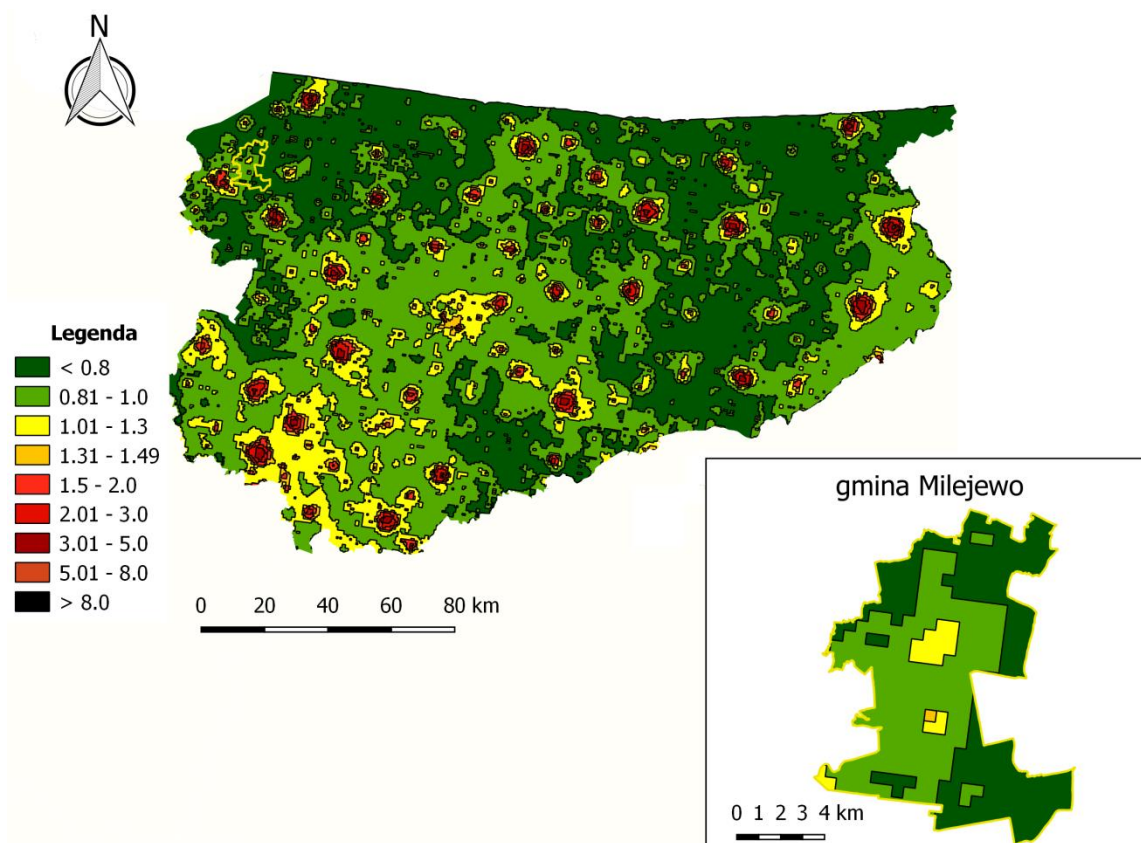 N
Legenda
< 0.8
0.81 - 1.0
1.01 - 1.3
1.31 - 1.49
1.5 - 2.0
2.01 - 3.0
3.01 - 5.0
5.01 - 8.0
> 8.0
0 20 40 60 80 km
gmina Milejewo
0 1 2 3 4 km